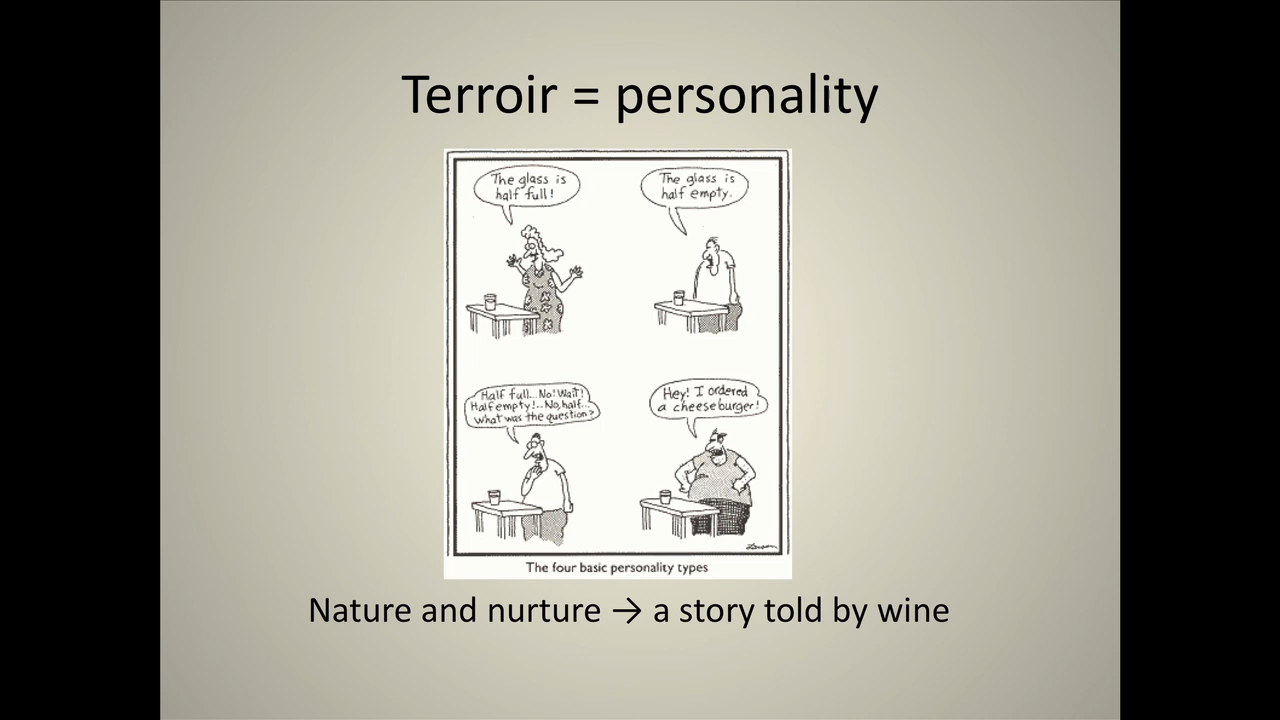 Terroir = personality
The glass is
half full!
The glass is
half empty.
Half full...No! Wait!
Half empty!..No, half...
What was the question?
Hey! I ordered
a cheeseburger!
Larson
The four basic personality types
Nature and nurture → a story told by wine